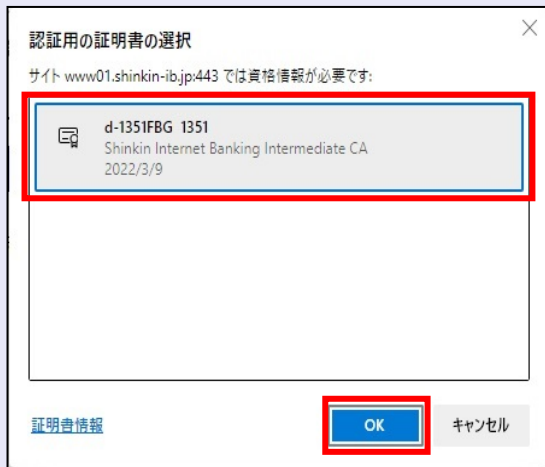 認証用の証明書の選択
サイト www01.shinkin-ib.jp:443 では資格情報が必要です:
d-1351FBG 1351
Shinkin Internet Banking Intermediate CA
2022/3/9
証明書情報
OK
キャンセル